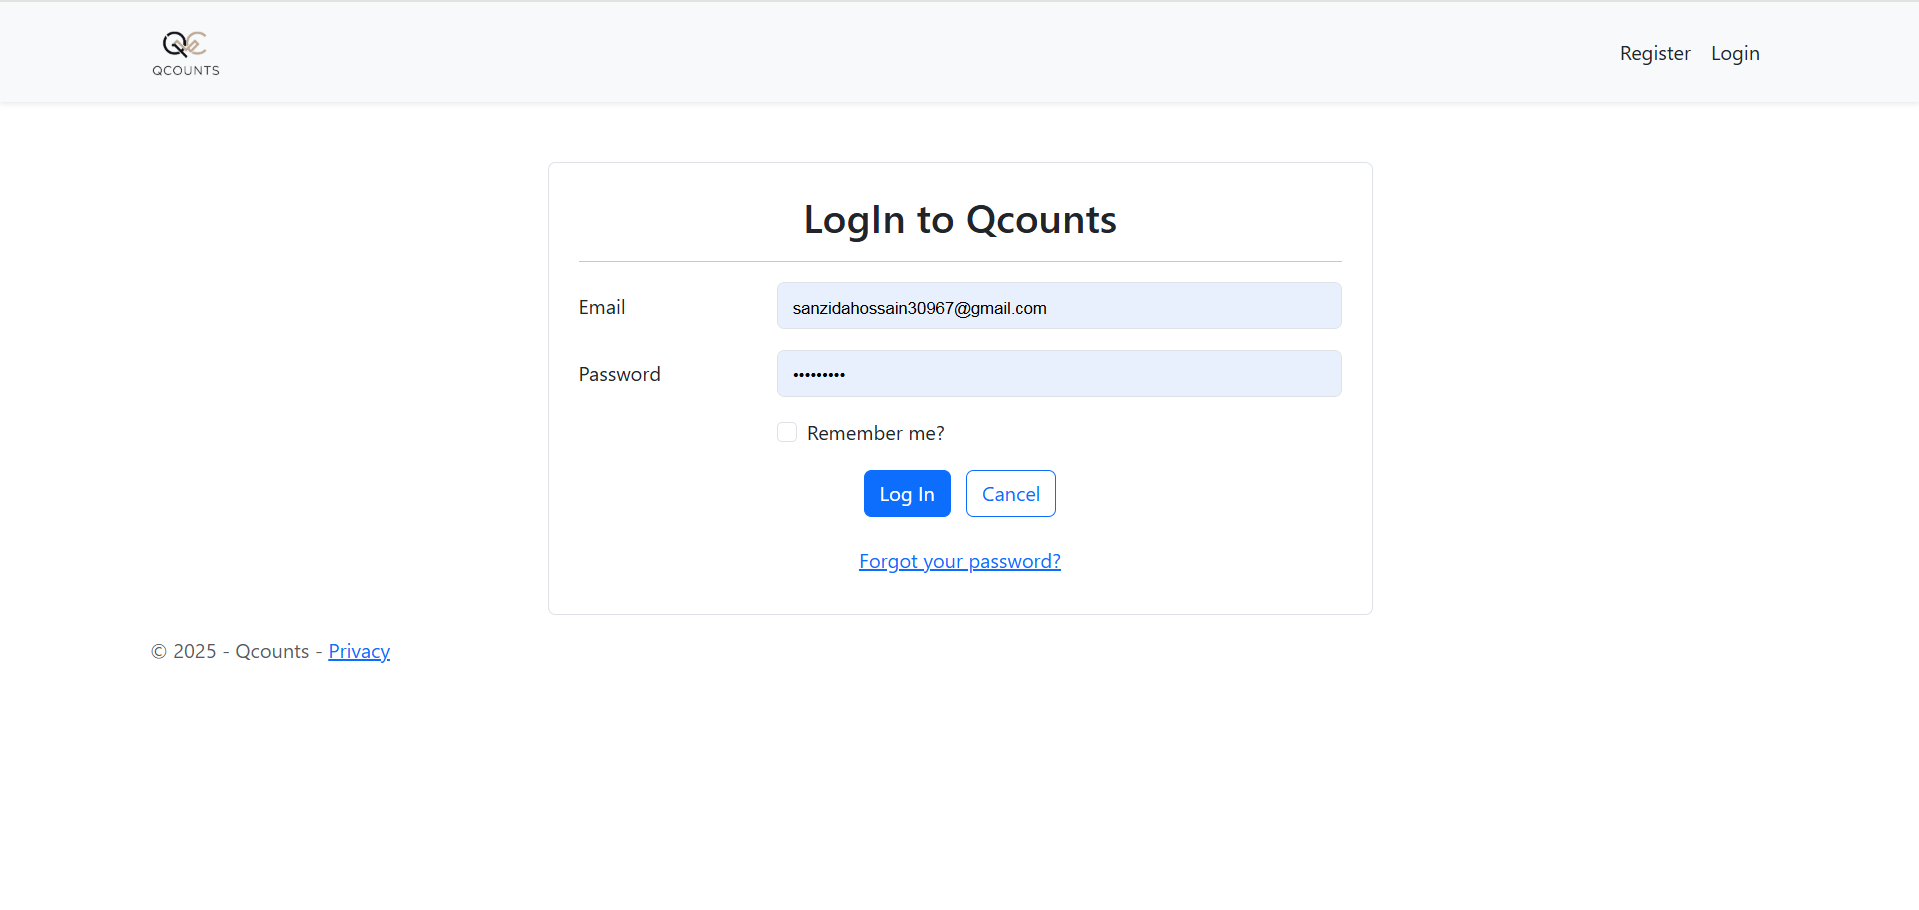 QC
QCOUNTS
Register Login
LogIn to Qcounts
Email sanzidahossain30967@gmail.com
Password •••••••••
Remember me?
Log In Cancel
Forgot your password?
© 2025 - Qcounts - Privacy